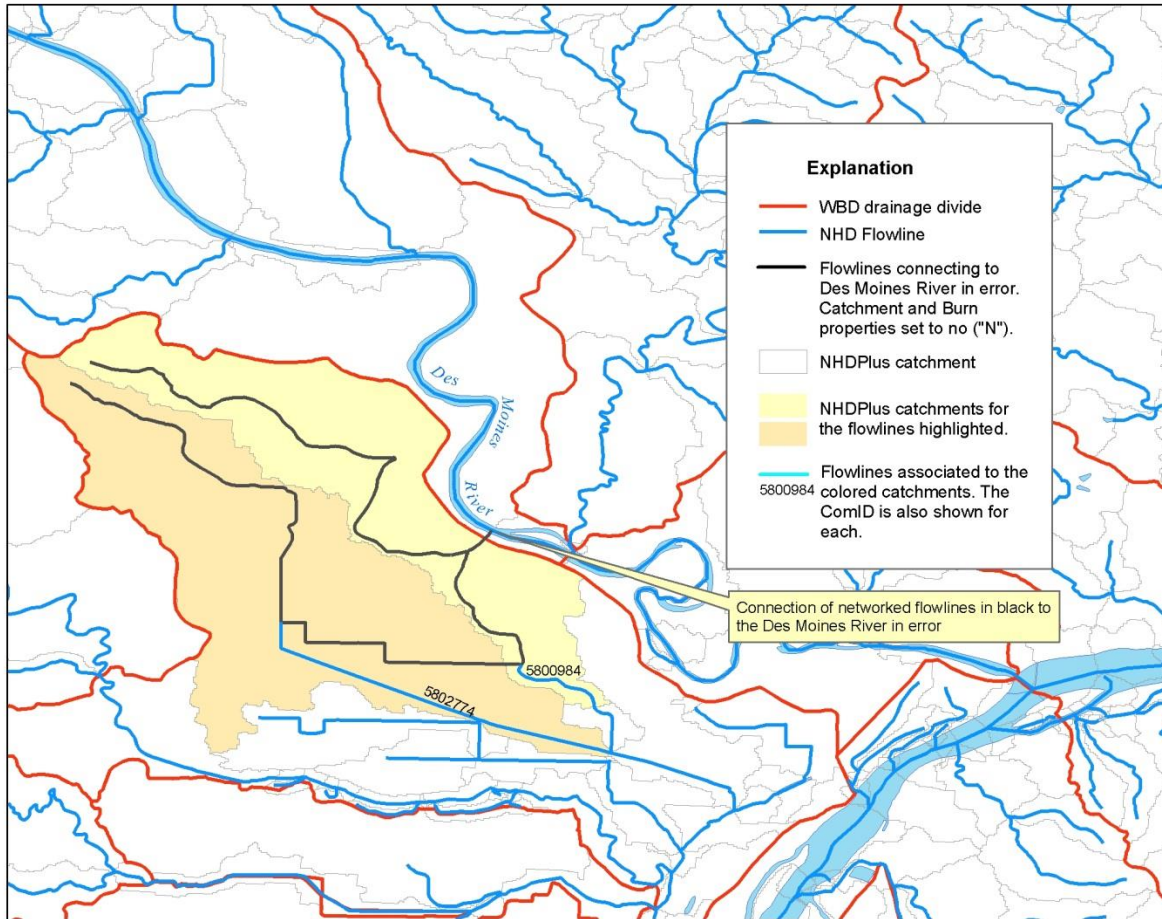 Explanation
WBD drainage divide
NHD Flowline
Flowlines connecting to
Des Moines River in error.
Catchment and Burn
properties set to no ("N").
NHDPlus catchment
NHDPlus catchments for
the flowlines highlighted.
Flowlines associated to the
5800984 colored catchments. The
ComID is also shown for
each.
Des
Moines
River
Connection of networked flowlines in black to
the Des Moines River in error
5800984
5802774